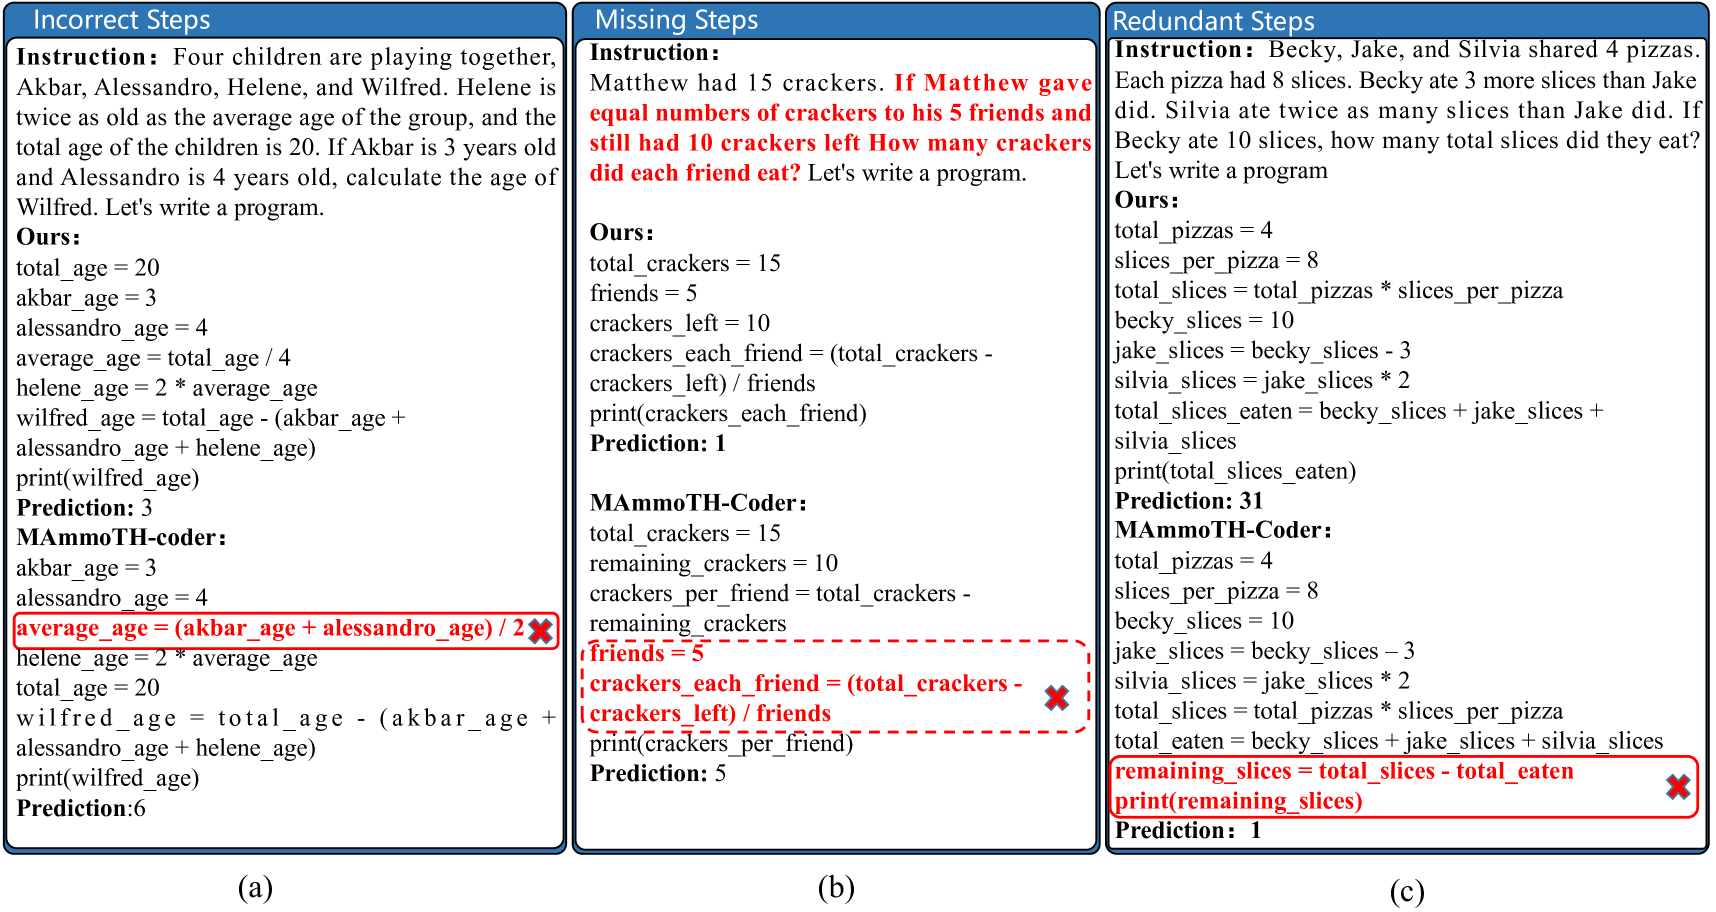 Incorrect Steps
Instruction： Four children are playing together,
Akbar, Alessandro, Helene, and Wilfred. Helene is
twice as old as the average age of the group, and the
total age of the children is 20. If Akbar is 3 years old
and Alessandro is 4 years old, calculate the age of
Wilfred. Let's write a program.
Ours：
total_age = 20
akbar_age = 3
alessandro_age = 4
average_age = total_age / 4
helene_age = 2 * average_age
wilfred_age = total_age - (akbar_age +
alessandro_age + helene_age)
print(wilfred_age)
Prediction: 3
MAmmoTH-coder：
akbar_age = 3
alessandro_age = 4
average_age = (akbar_age + alessandro_age) / 2
helene_age = 2 * average_age
total_age = 20
wilfred_age = total_age - (akbar_age +
alessandro_age + helene_age)
print(wilfred_age)
Prediction:6
(a)
Missing Steps
Instruction：
Matthew had 15 crackers. If Matthew gave
equal numbers of crackers to his 5 friends and
still had 10 crackers left How many crackers
did each friend eat? Let's write a program.
Ours：
total_crackers = 15
friends = 5
crackers_left = 10
crackers_each_friend = (total_crackers -
crackers_left) / friends
print(crackers_each_friend)
Prediction: 1
MAmmoTH-Coder：
total_crackers = 15
remaining_crackers = 10
crackers_per_friend = total_crackers -
remaining_crackers
friends = 5
crackers_each_friend = (total_crackers -
crackers_left) / friends
print(crackers_per_friend)
Prediction: 5
(b)
Redundant Steps
Instruction： Becky, Jake, and Silvia shared 4 pizzas.
Each pizza had 8 slices. Becky ate 3 more slices than Jake
did. Silvia ate twice as many slices than Jake did. If
Becky ate 10 slices, how many total slices did they eat?
Let's write a program
Ours：
total_pizzas = 4
slices_per_pizza = 8
total_slices = total_pizzas * slices_per_pizza
becky_slices = 10
jake_slices = becky_slices - 3
silvia_slices = jake_slices * 2
total_slices_eaten = becky_slices + jake_slices +
silvia_slices
print(total_slices_eaten)
Prediction: 31
MAmmoTH-Coder：
total_pizzas = 4
slices_per_pizza = 8
becky_slices = 10
jake_slices = becky_slices – 3
silvia_slices = jake_slices * 2
total_slices = total_pizzas * slices_per_pizza
total_eaten = becky_slices + jake_slices + silvia_slices
remaining_slices = total_slices - total_eaten
print(remaining_slices)
Prediction：1
(c)